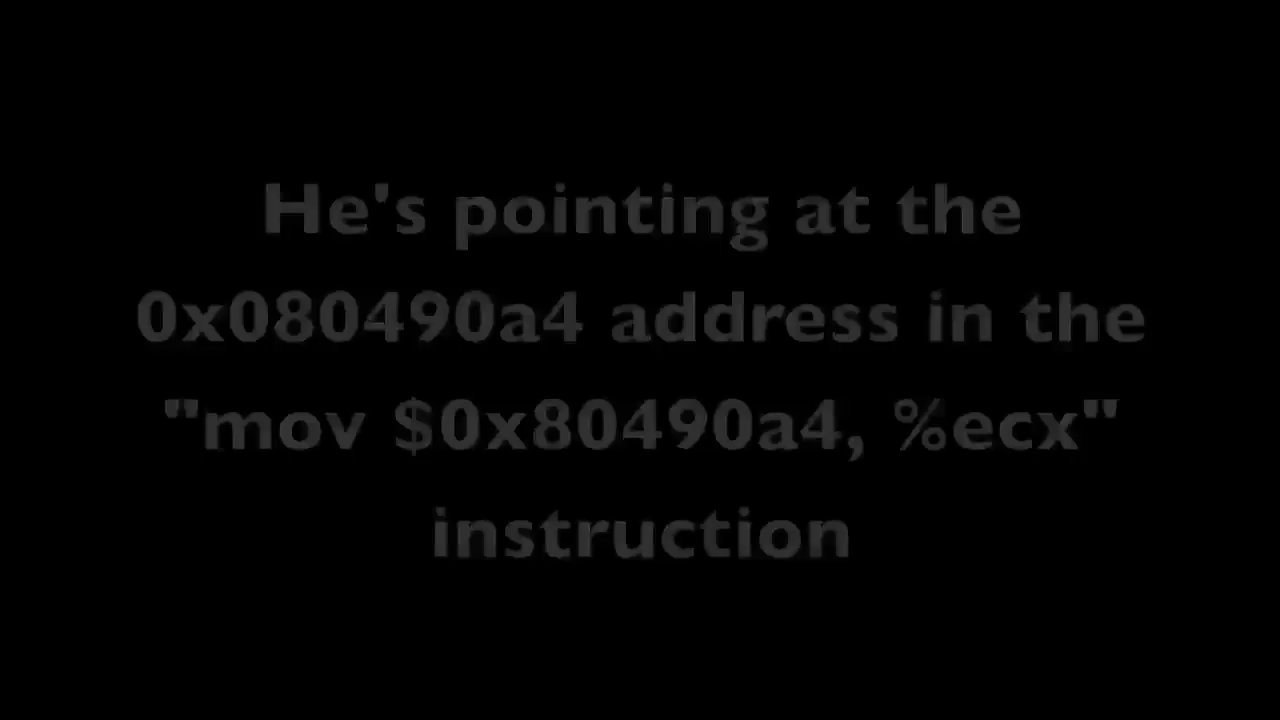 He's pointing at the
0x080490a4 address in the
"mov $0x80490a4, %ecx"
instruction